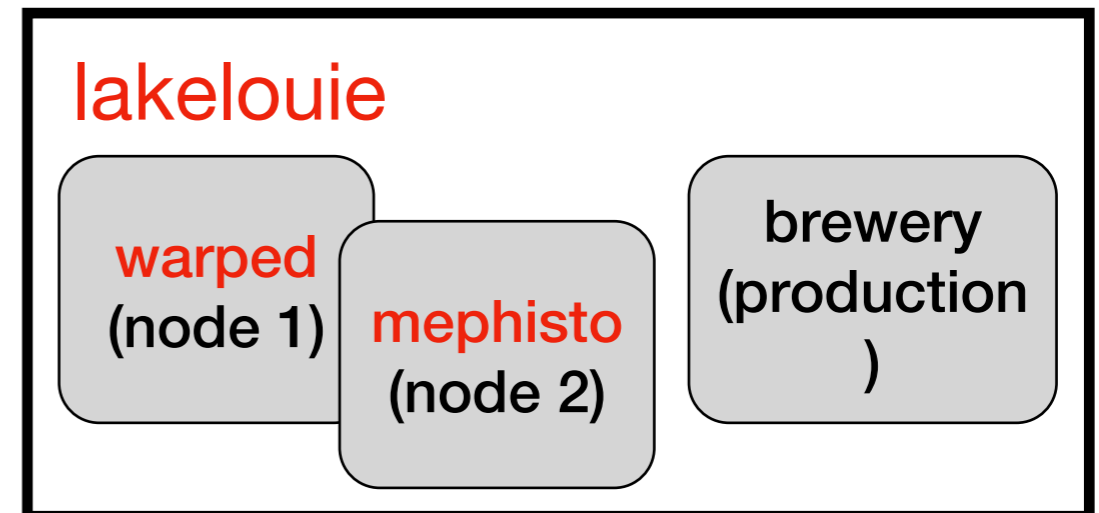 lakelouie
warped
(node 1)
mephisto
(node 2)
brewery
(production
)